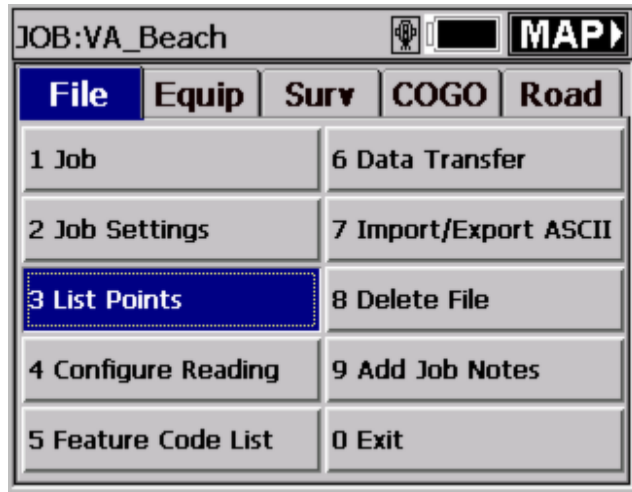 JOB:VA_Beach MAP
File Equip Surv COGO Road
1 Job 6 Data Transfer
2 Job Settings 7 Import/Export ASCII
3 List Points 8 Delete File
4 Configure Reading 9 Add Job Notes
5 Feature Code List 0 Exit